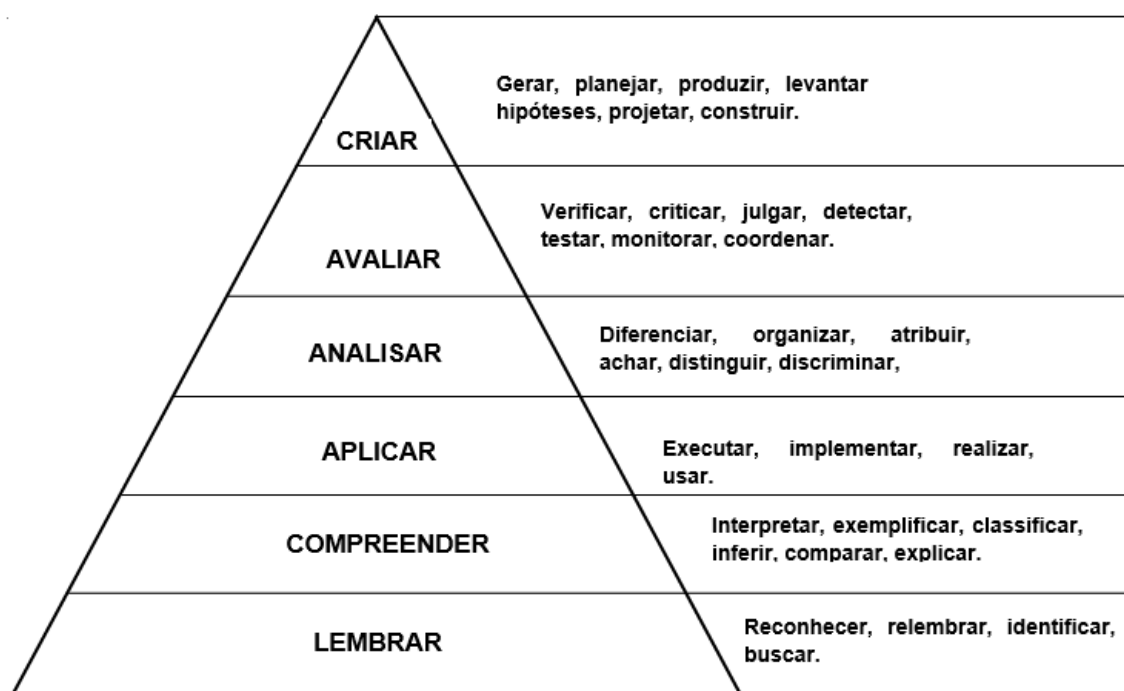 Gerar, planejar, produzir, levantar
hipóteses, projetar, construir.
CRIAR
Verificar, criticar, julgar, detectar,
testar, monitorar, coordenar.
AVALIAR
Diferenciar, organizar, atribuir,
achar, distinguir, discriminar,
ANALISAR
Executar, implementar, realizar,
usar.
APLICAR
Interpretar, exemplificar, classificar,
inferir, comparar, explicar.
COMPREENDER
Reconhecer, relembrar, identificar,
buscar.
LEMBRAR